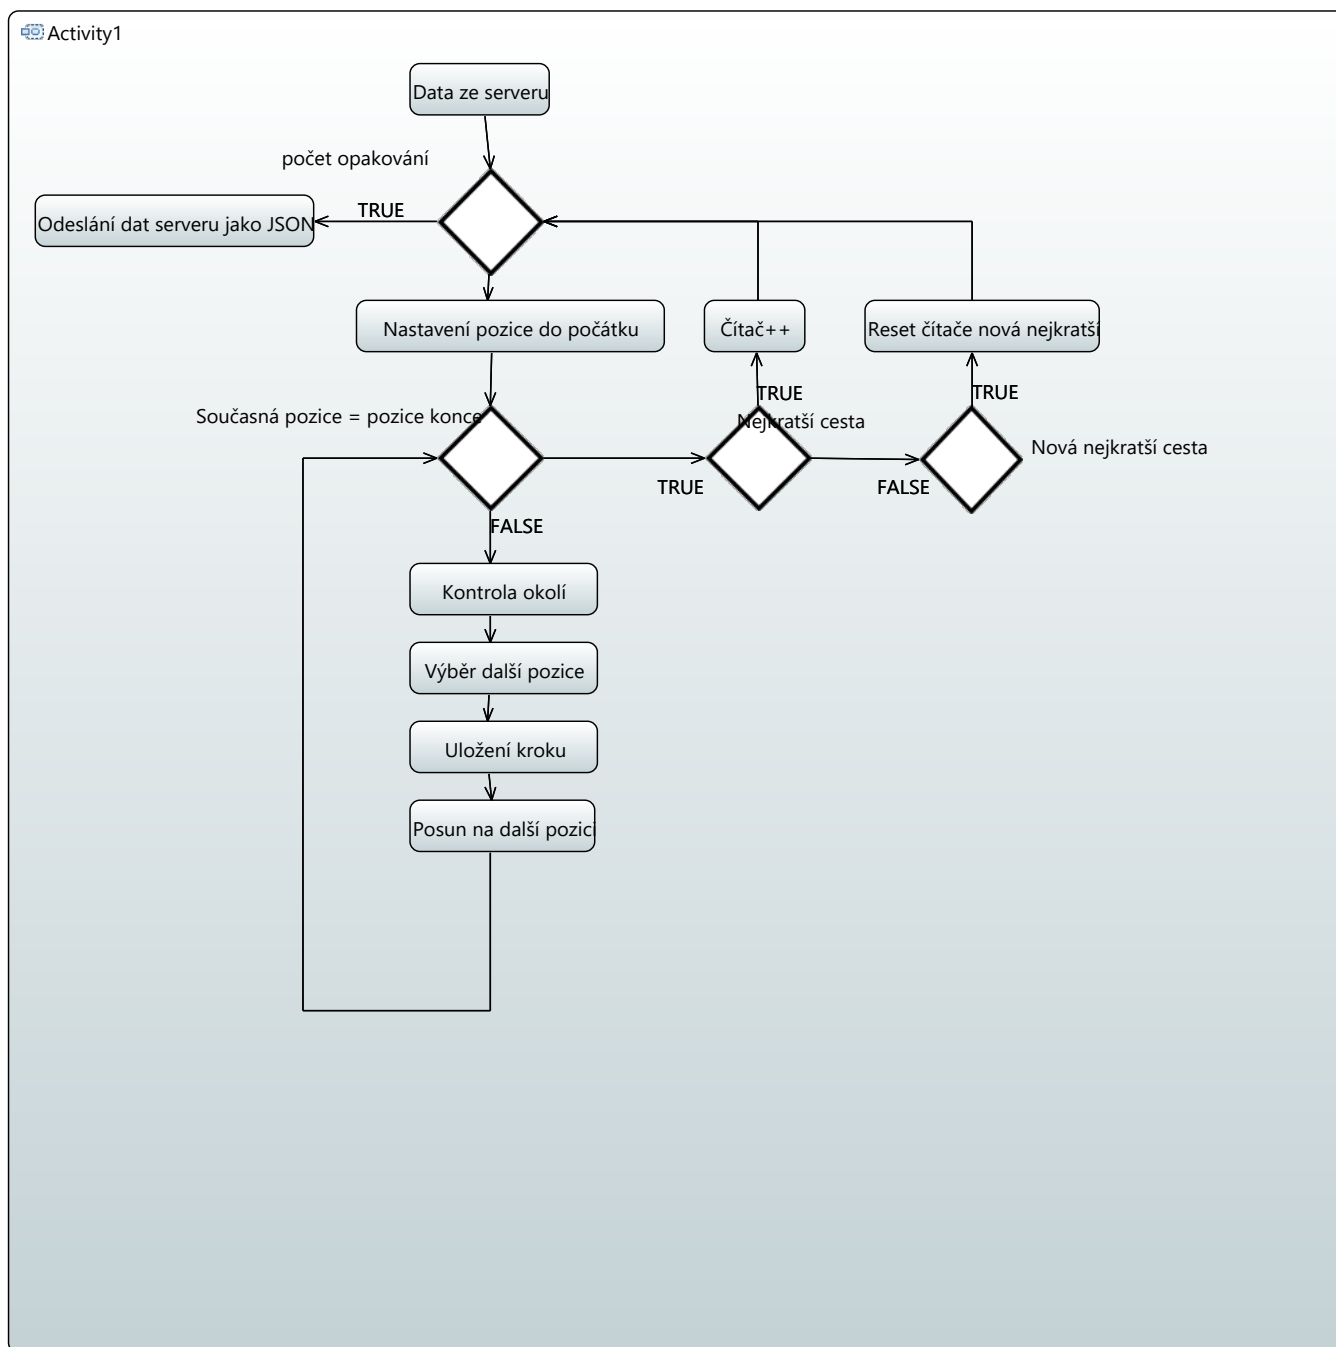 Activity1
Data ze serveru
počet opakování
TRUE
Odeslání dat serveru jako JSON
Nastavení pozice do počátku
Čítač++
Reset čítače nová nejkratší
TRUE
TRUE
Současná pozice = pozice konce
Nejkratší cesta
Nová nejkratší cesta
TRUE
FALSE
FALSE
Kontrola okolí
Výběr další pozice
Uložení kroku
Posun na další pozici